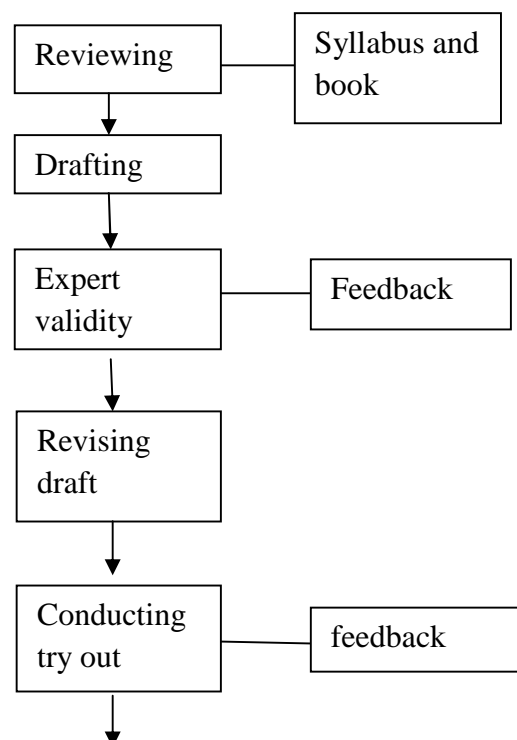 Reviewing
Syllabus and
book
Drafting
Expert
validity
Feedback
Revising
draft
Conducting
try out
feedback